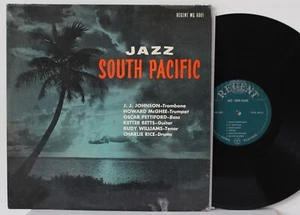 REGENT MG 6001
JAZZ
SOUTH PACIFIC
J. J. JOHNSON-Trombone
HOWARD McGHEE-Trumpet
OSCAR PETTIFORD-Bass
KETTER BETTS-Guitar
RUDY WILLIAMS-Tenor
CHARLIE RICE-Drums
REGENT